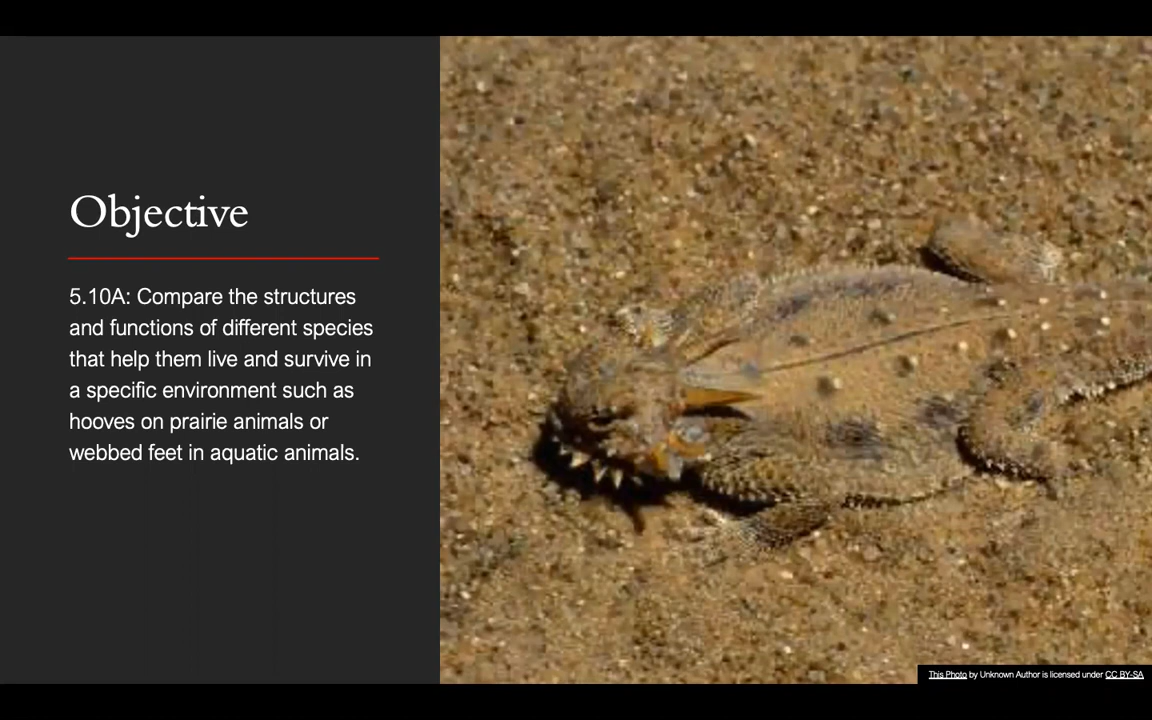 Objective
5.10A: Compare the structures
and functions of different species
that help them live and survive in
a specific environment such as
hooves on prairie animals or
webbed feet in aquatic animals.
This Photo by Unknown Author is licensed under CC BY-SA